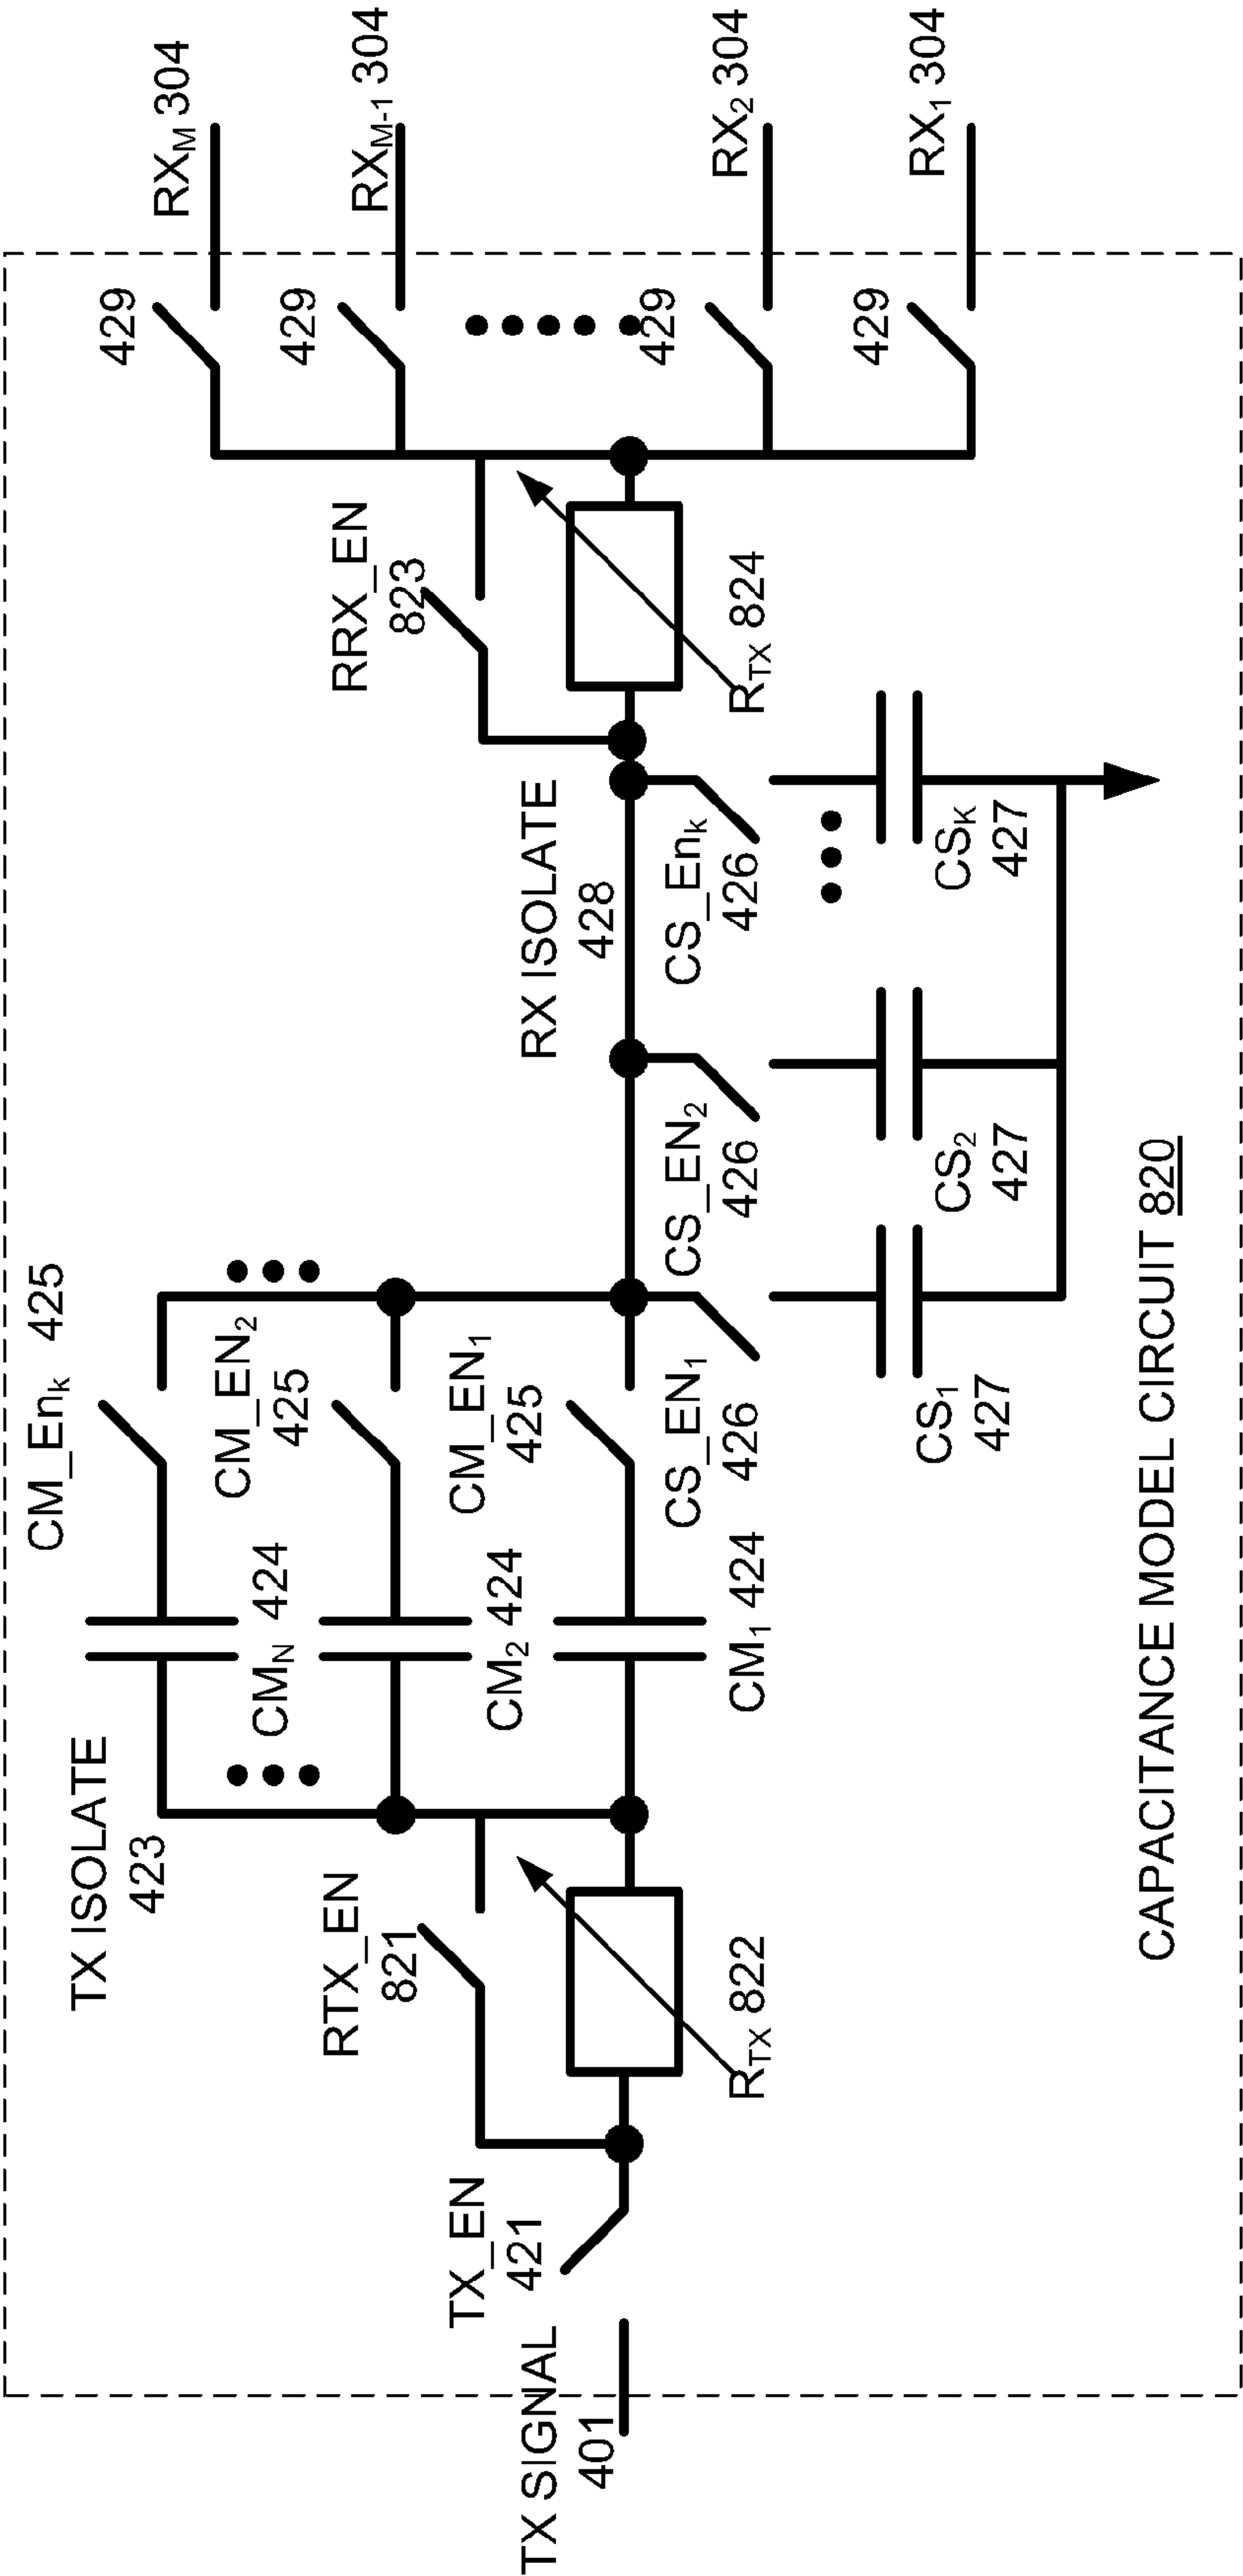 TX SIGNAL
401
TX_EN
421
RTX_EN
821
R_TX 822
TX ISOLATE
423
CM_N 424
CM_2 424
CM_1 424
CM_En_k 425
CM_EN_2
425
CM_EN_1
425
CS_EN_1
426
CS_EN_2
426
CS_En_k
426
CS_1
427
CS_2
427
CS_K
427
RX ISOLATE
428
RRX_EN
823
R_TX 824
429
429
429
429
RX_M 304
RX_M-1 304
RX_2 304
RX_1 304
CAPACITANCE MODEL CIRCUIT 820